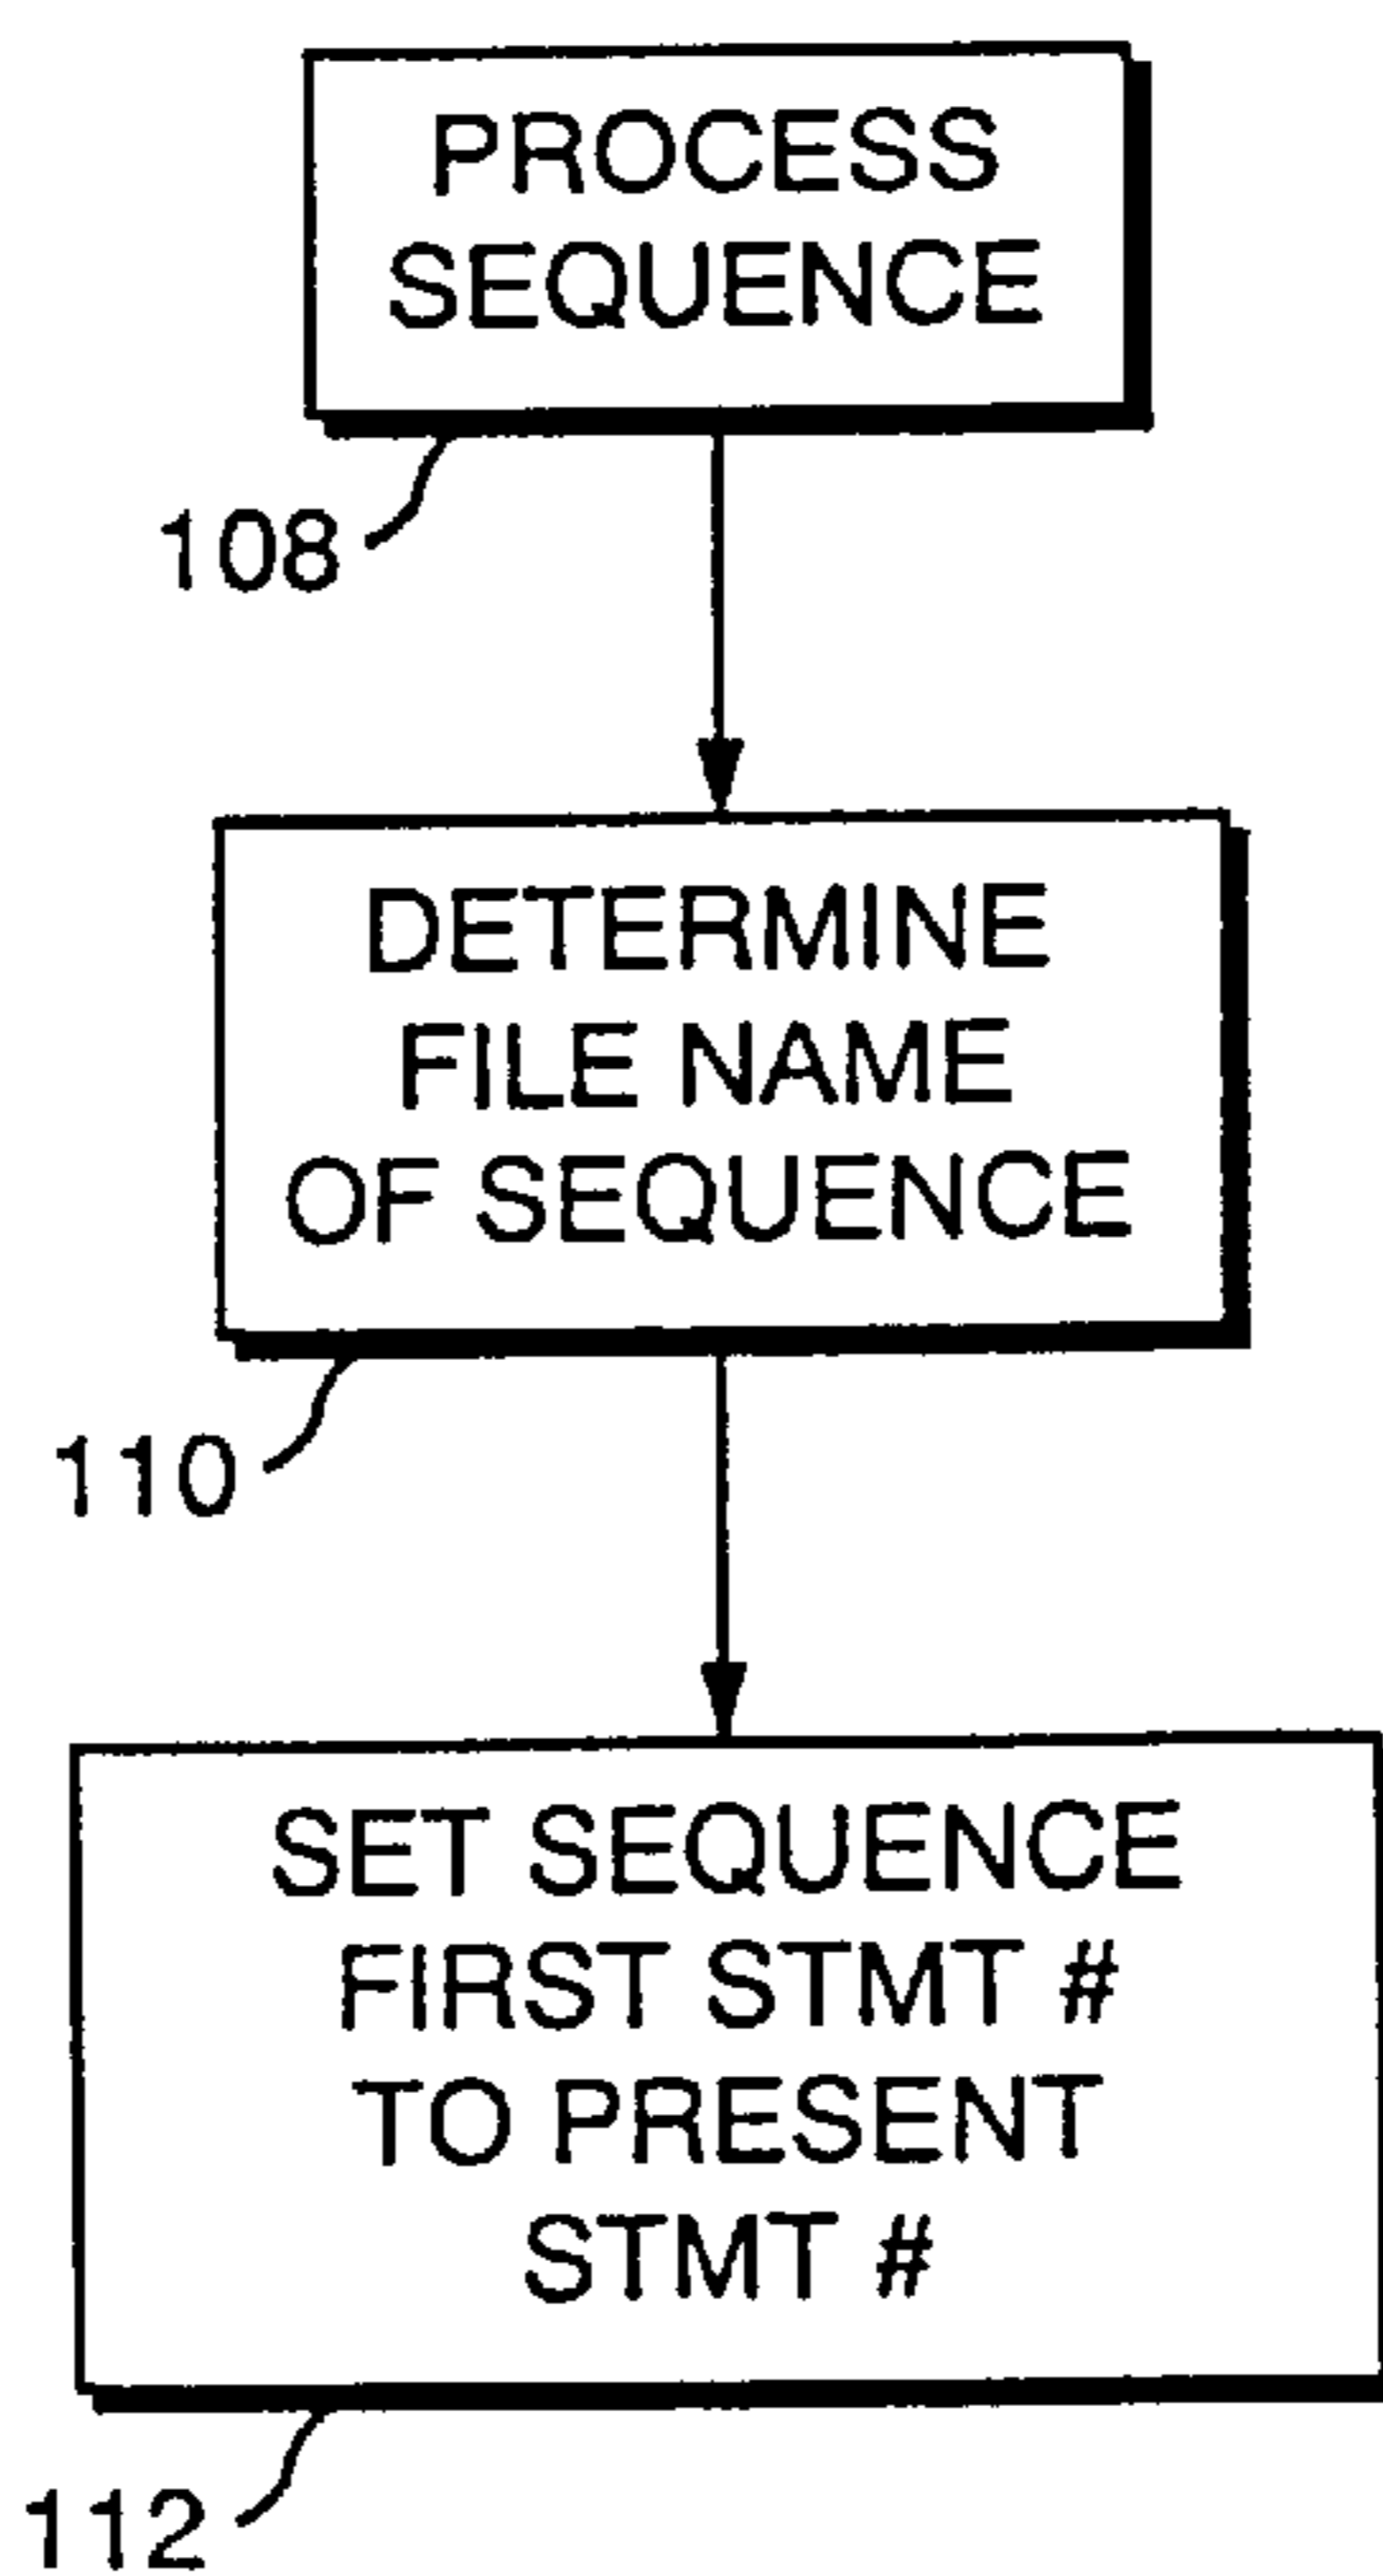 PROCESS
SEQUENCE
108
DETERMINE
FILE NAME
OF SEQUENCE
110
SET SEQUENCE
FIRST STMT #
TO PRESENT
STMT #
112